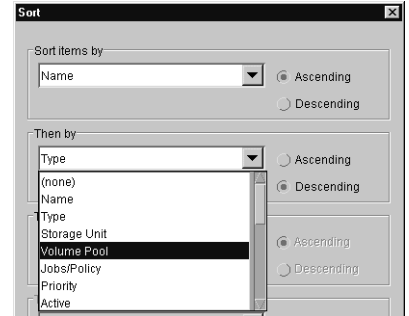 Sort
Sort items by
Name
Ascending
Descending
Then by
Type
Ascending
Descending
(none)
Name
Type
Storage Unit
Volume Pool
Jobs/Policy
Priority
Active
Ascending
Descending